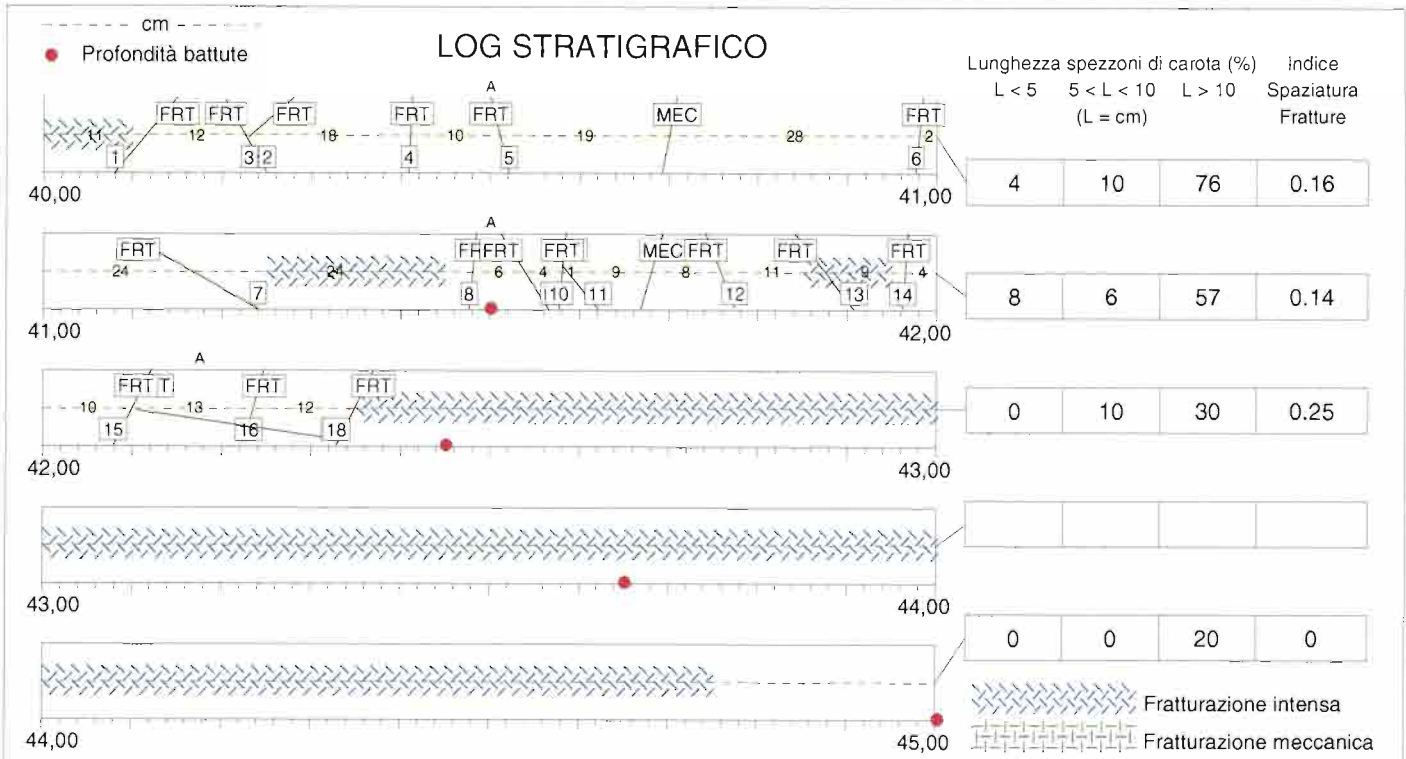 cm
Profondità battute
LOG STRATIGRAFICO
Lunghezza spezzoni di carota (%)
L < 5 5 < L < 10 L > 10
(L = cm)
Indice
Spaziatura
Fratture
A
FRT FRT FRT FRT FRT MEC FRT
11 12 18 10 19 28 2
1 3 2 4 5 6
40,00 41,00
4 10 76 0.16
A
FRT FRT FRT MEC FRT FRT FRT
24 24 6 4 1 9 8 11 9 4
7 8 10 11 12 13 14
41,00 42,00
8 6 57 0.14
A
FRT T FRT FRT
10 13 12
15 16 18
42,00 43,00
0 10 30 0.25
43,00 44,00
0 0 20 0
44,00 45,00
Fratturazione intensa
Fratturazione meccanica